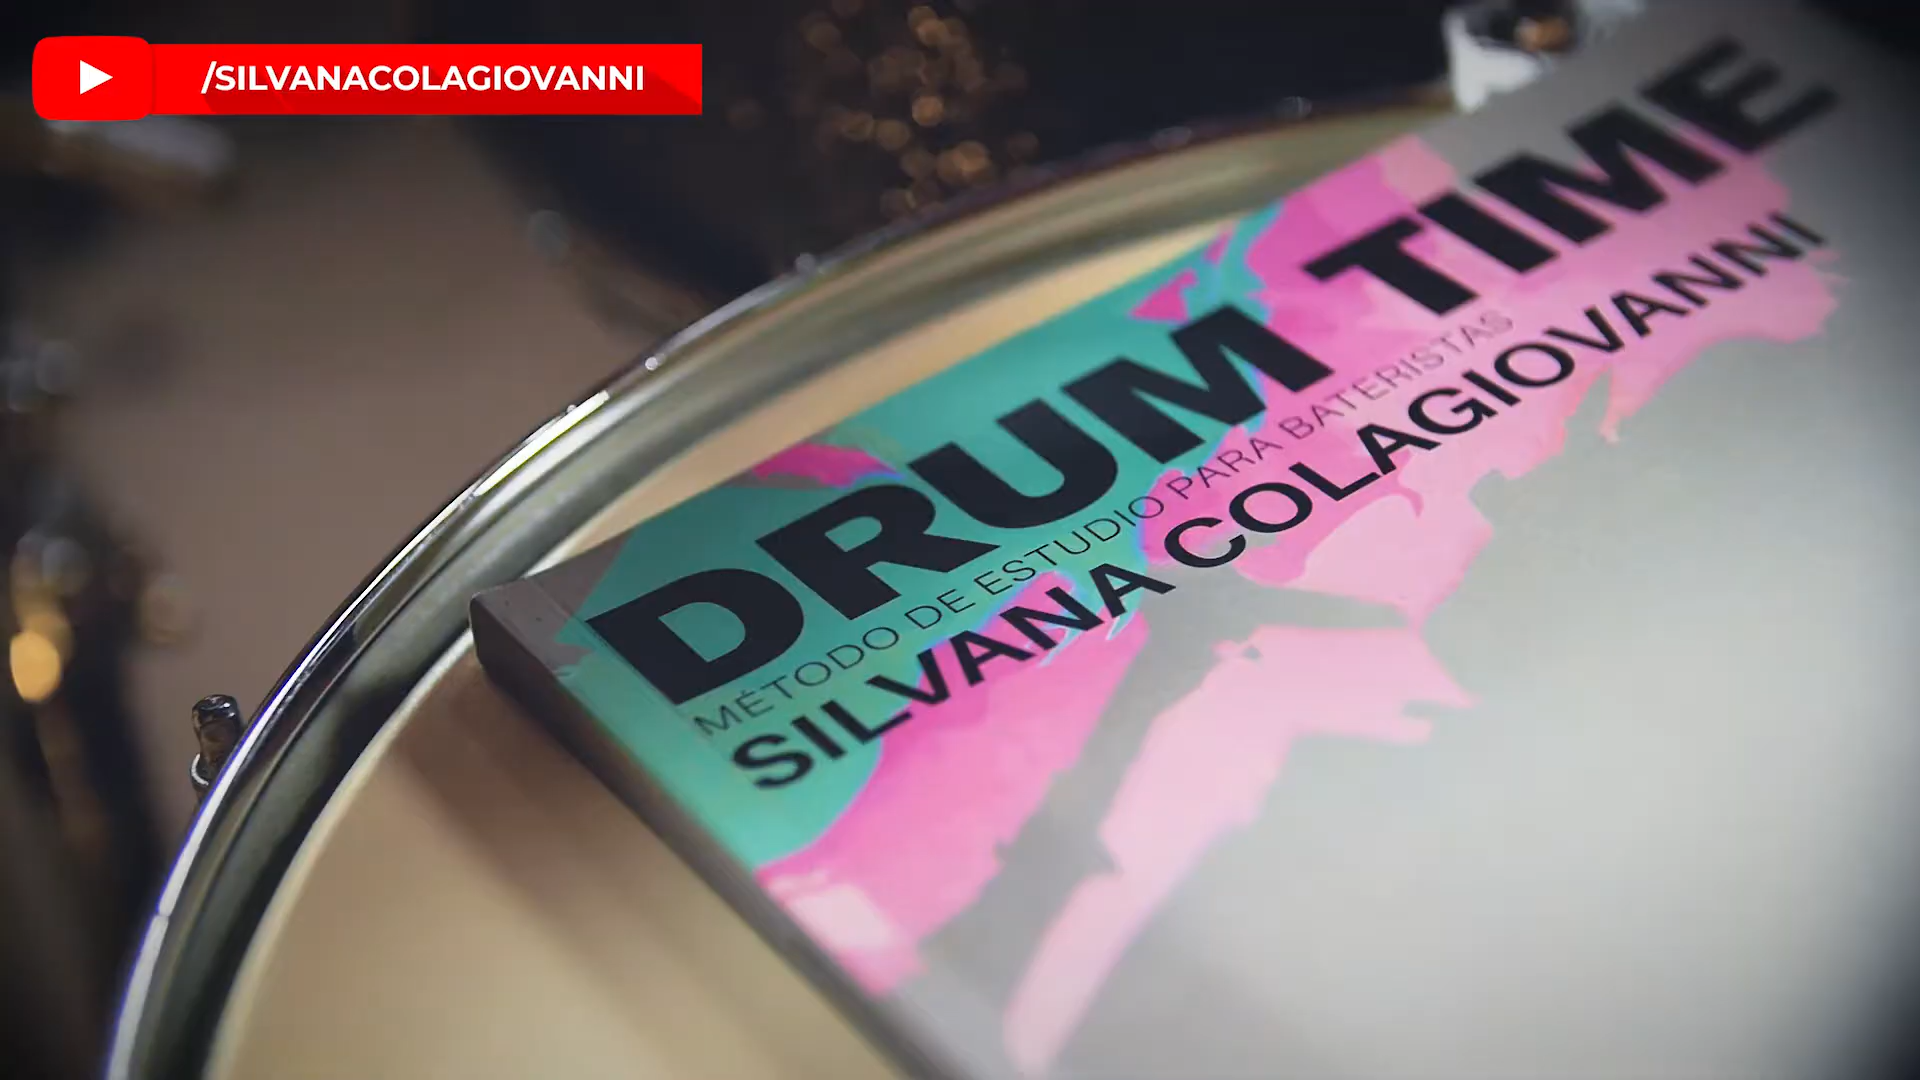 /SILVANACOLAGIOVANNI
DRUM TIME
MÉTODO DE ESTUDIO PARA BATERISTAS
SILVANA COLAGIOVANNI